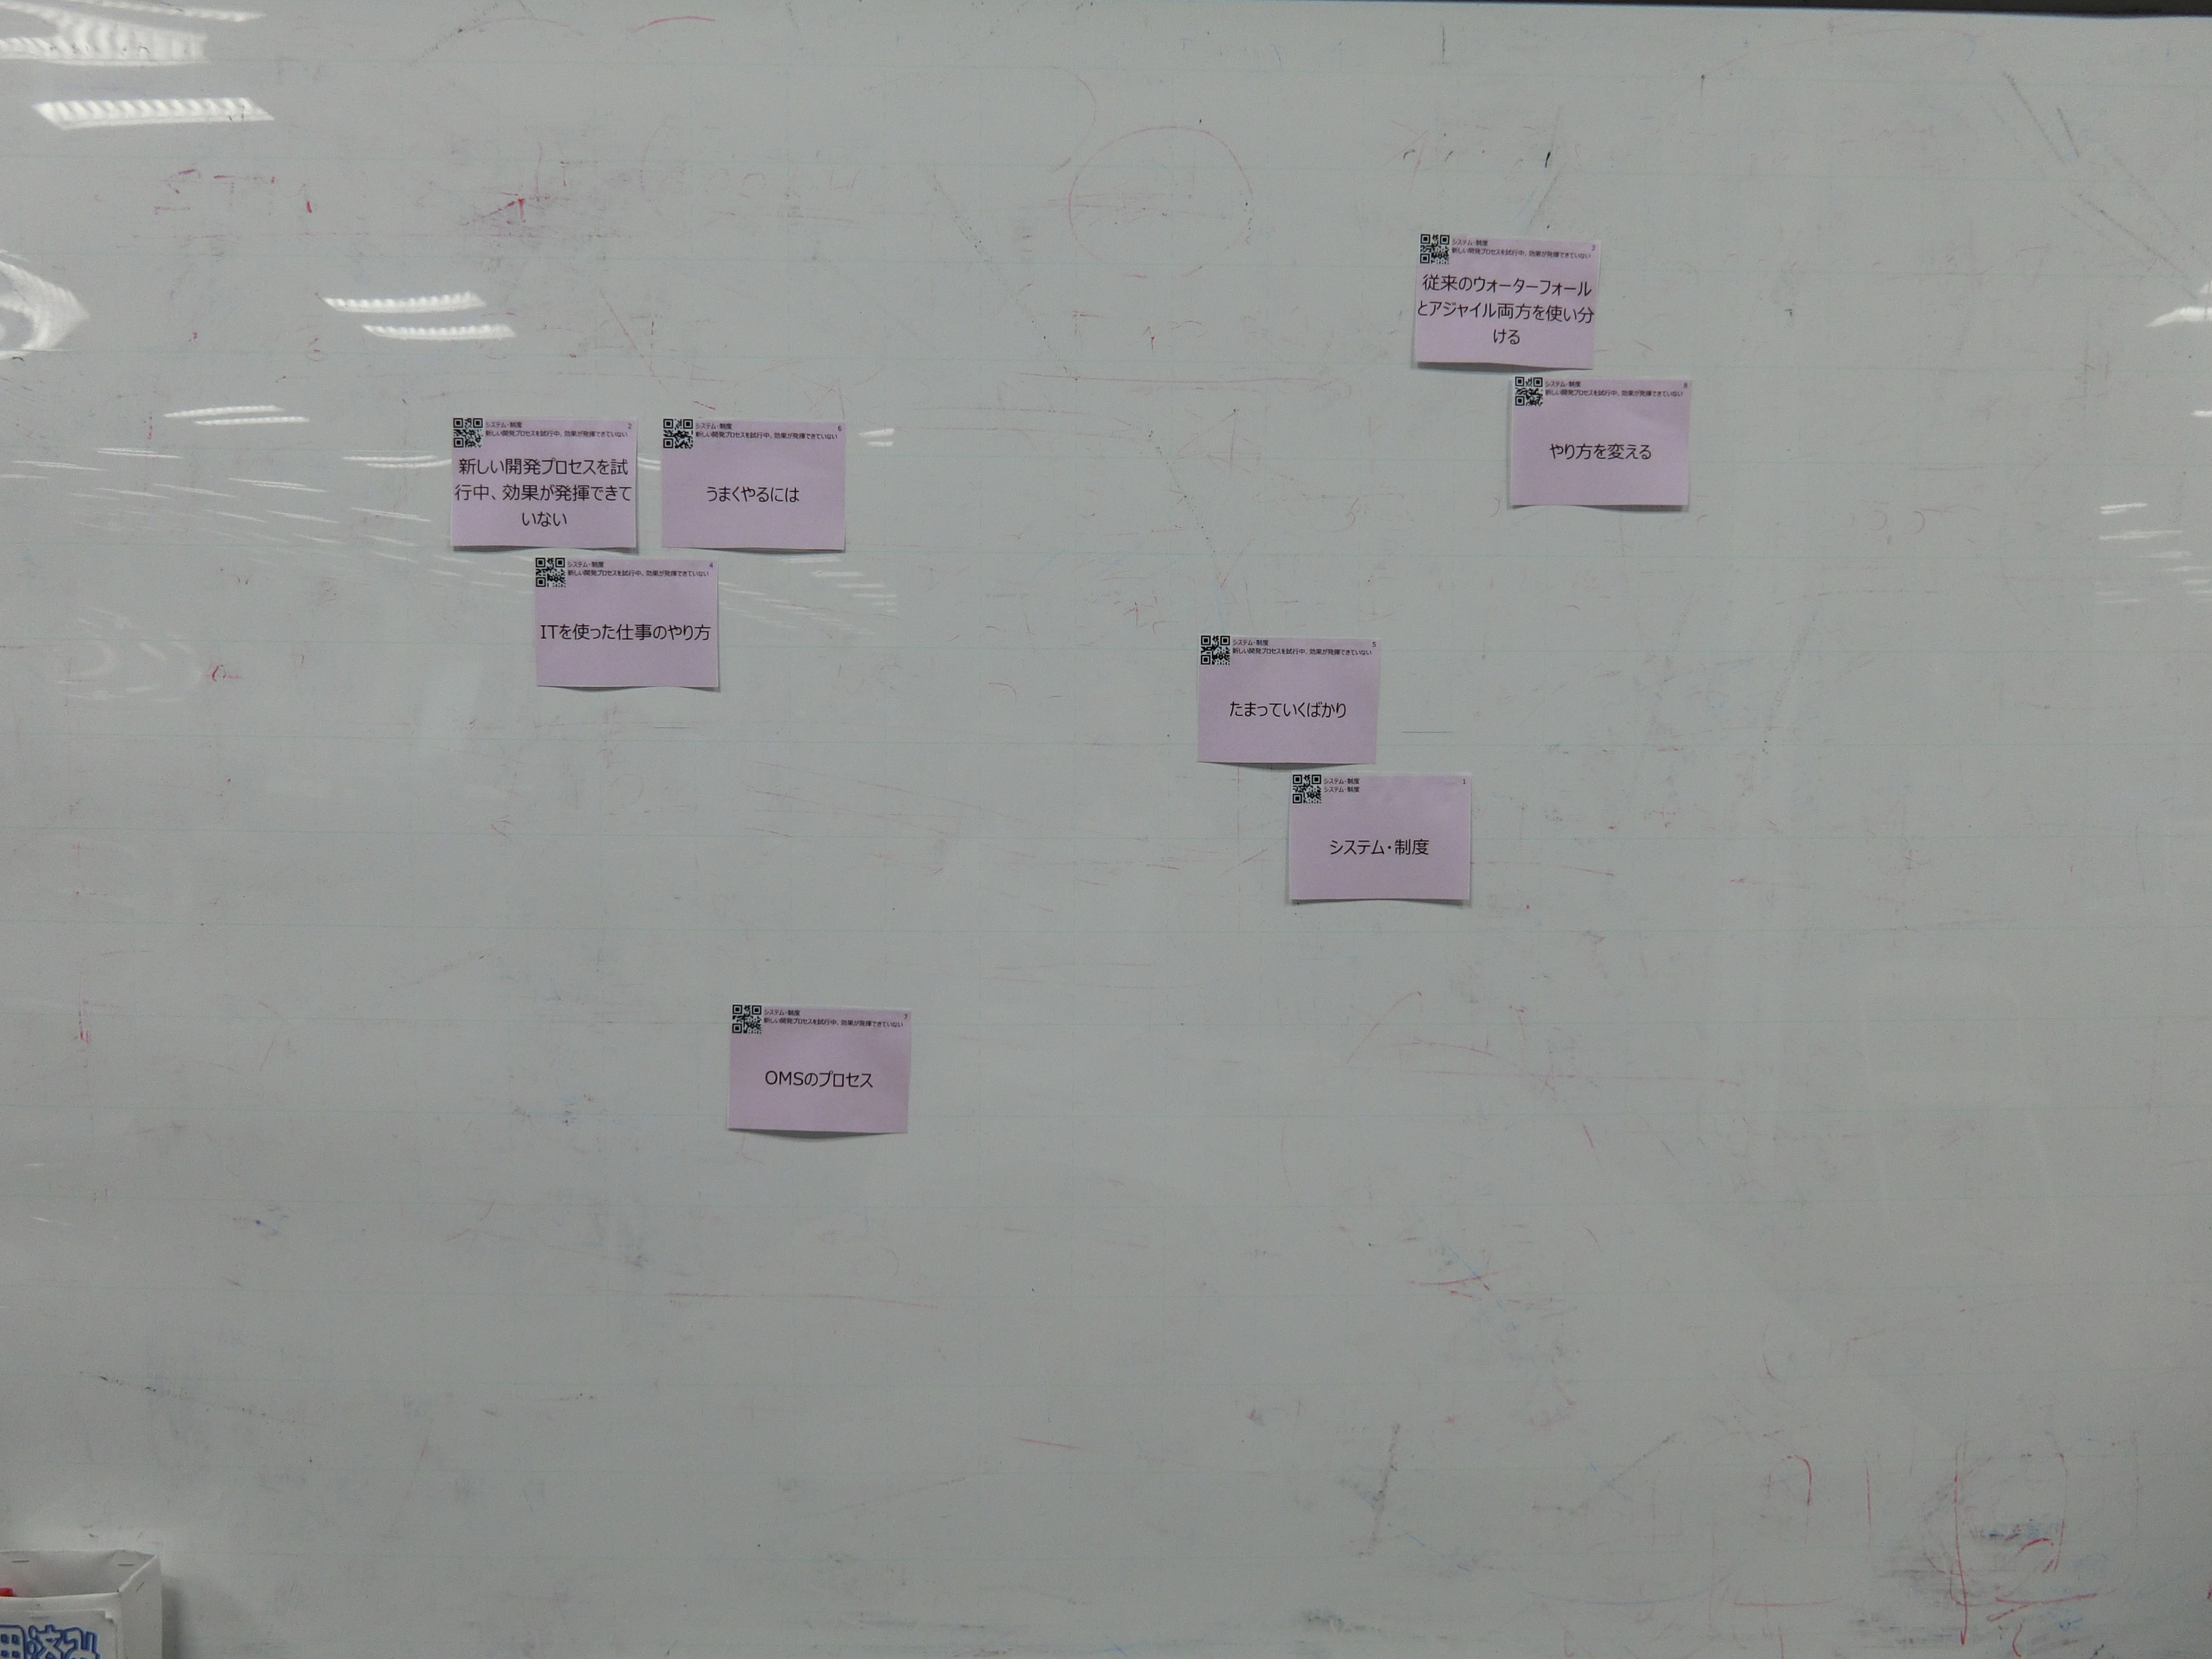 システム・制度
3
新しい開発プロセスを試行中、効果が発揮できていない
従来のウォーターフォール
とアジャイル両方を使い分
ける
システム・制度
8
新しい開発プロセスを試行中、効果が発揮できていない
やり方を変える
システム・制度
2
新しい開発プロセスを試行中、効果が発揮できていない
新しい開発プロセスを試
行中、効果が発揮できて
いない
システム・制度
6
新しい開発プロセスを試行中、効果が発揮できていない
うまくやるには
システム・制度
4
新しい開発プロセスを試行中、効果が発揮できていない
ITを使った仕事のやり方
システム・制度
5
新しい開発プロセスを試行中、効果が発揮できていない
たまっていくばかり
システム・制度
1
システム・制度
システム・制度
システム・制度
7
新しい開発プロセスを試行中、効果が発揮できていない
OMSのプロセス